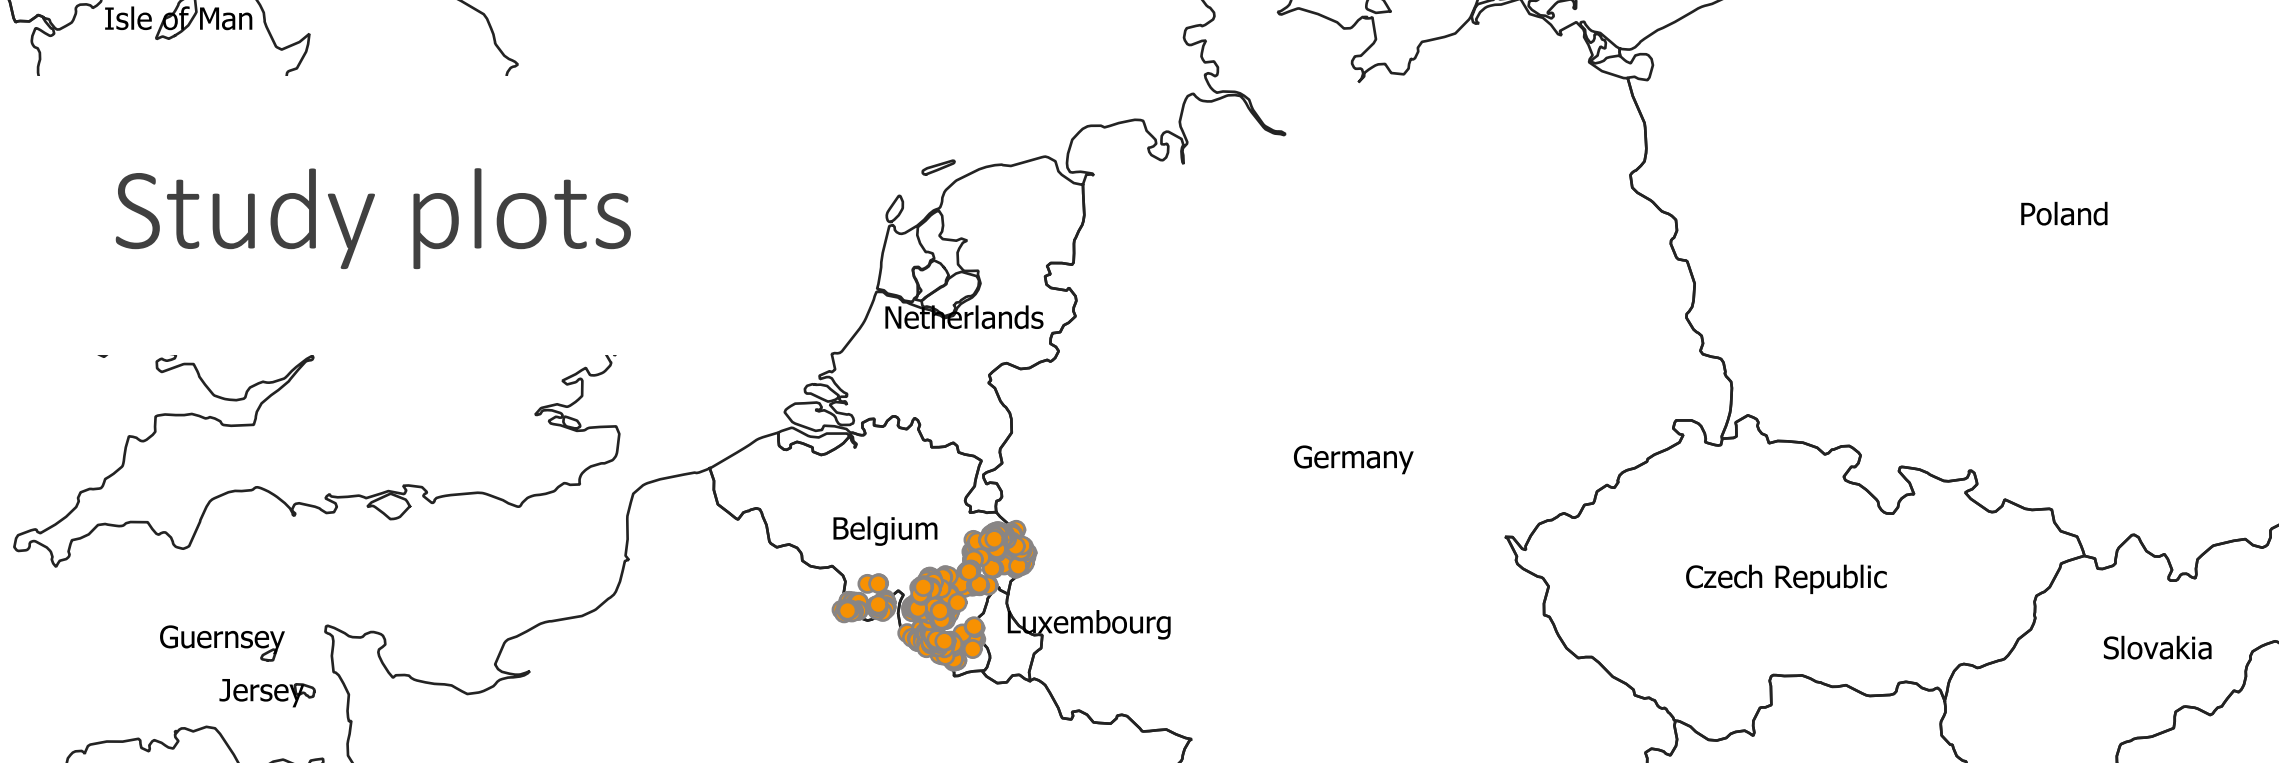 Isle of Man
Study plots
Poland
Netherlands
Germany
Belgium
Czech Republic
Luxembourg
Guernsey
Slovakia
Jersey